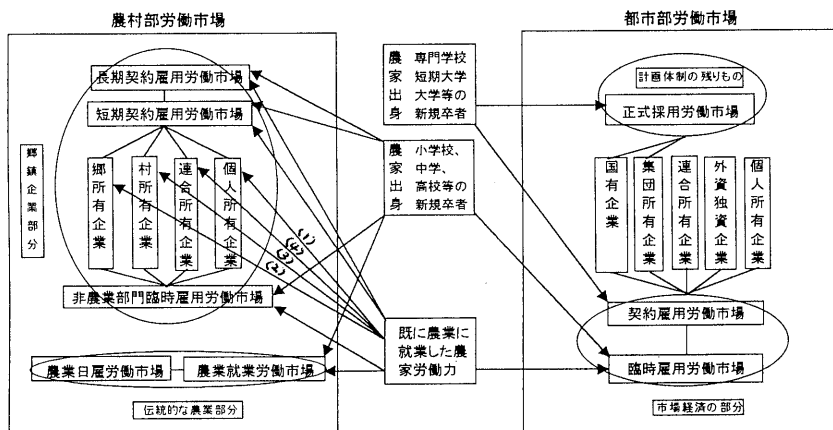 農村部労働市場
長期契約雇用労働市場
短期契約雇用労働市場
郷鎮企業部分
郷所有企業
村所有企業
連合所有企業
個人所有企業
非農業部門臨時雇用労働市場
農業日雇労働市場
農業就業労働市場
伝統的な農業部分
農家出身
専門学校
短期大学
大学等の
新規卒者
農家出身
小学校、
中学、
高校等の
新規卒者
(1)
(4)
(3)
(2)
既に農業に
就業した農
家労働力
都市部労働市場
計画体制の残りもの
正式採用労働市場
国有企業
集団所有企業
連合所有企業
外資独資企業
個人所有企業
契約雇用労働市場
臨時雇用労働市場
市場経済の部分